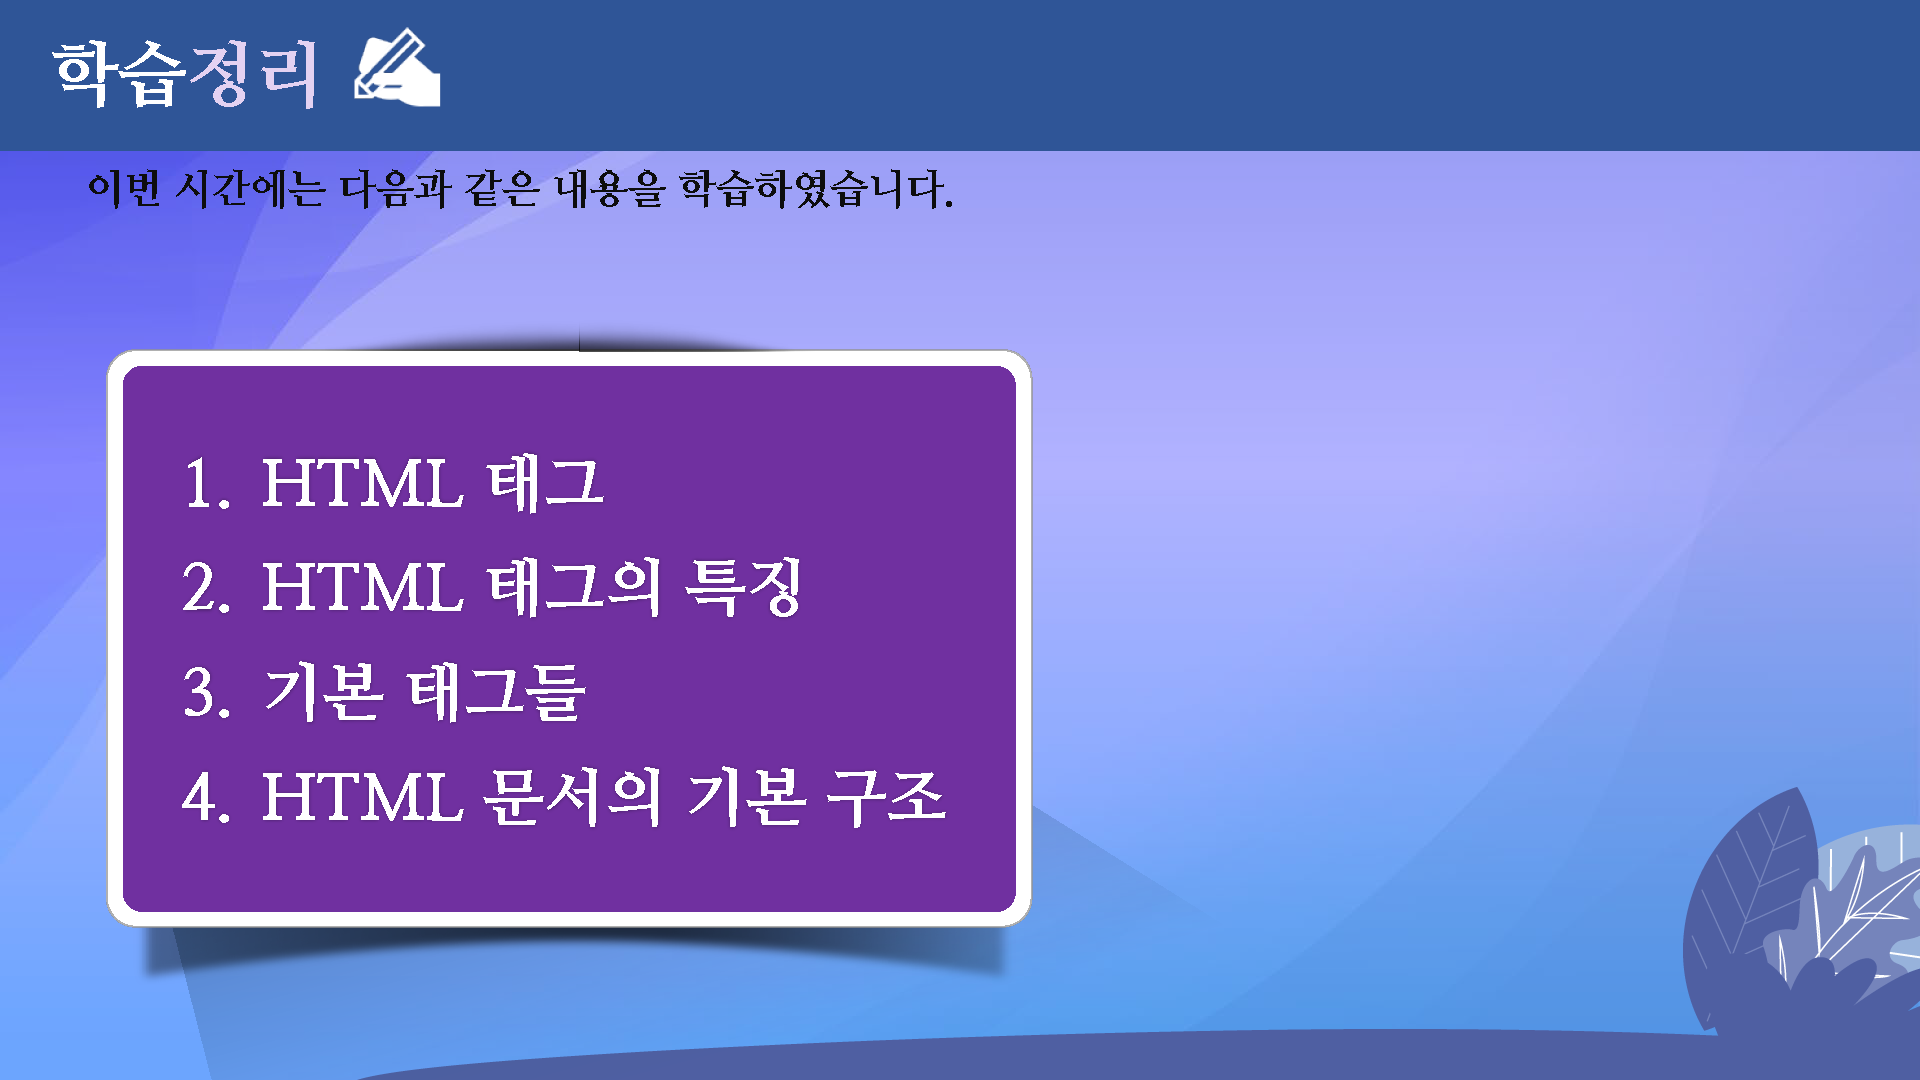 학습정리
이번 시간에는 다음과 같은 내용을 학습하였습니다.
1. HTML 태그
2. HTML 태그의 특징
3. 기본 태그들
4. HTML 문서의 기본 구조